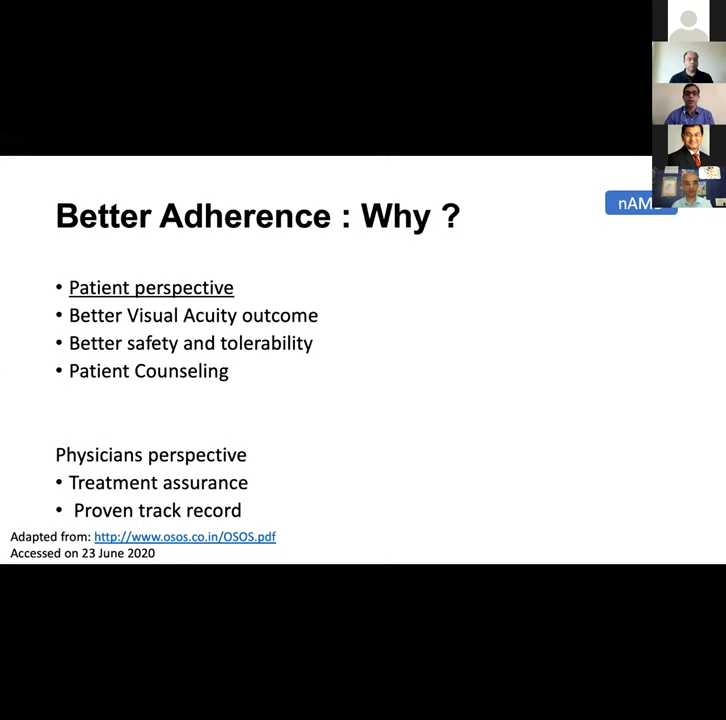 Better Adherence : Why ?
nAM
• Patient perspective
• Better Visual Acuity outcome
• Better safety and tolerability
• Patient Counseling
Physicians perspective
• Treatment assurance
• Proven track record
Adapted from: http://www.osos.co.in/OSOS.pdf
Accessed on 23 June 2020